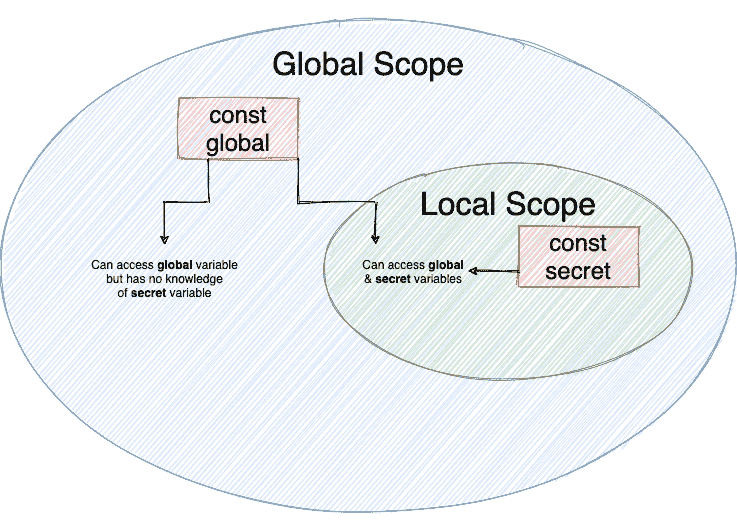 Global Scope
const
global
Local Scope
const
secret
Can access global variable
but has no knowledge
of secret variable
Can access global
& secret variables